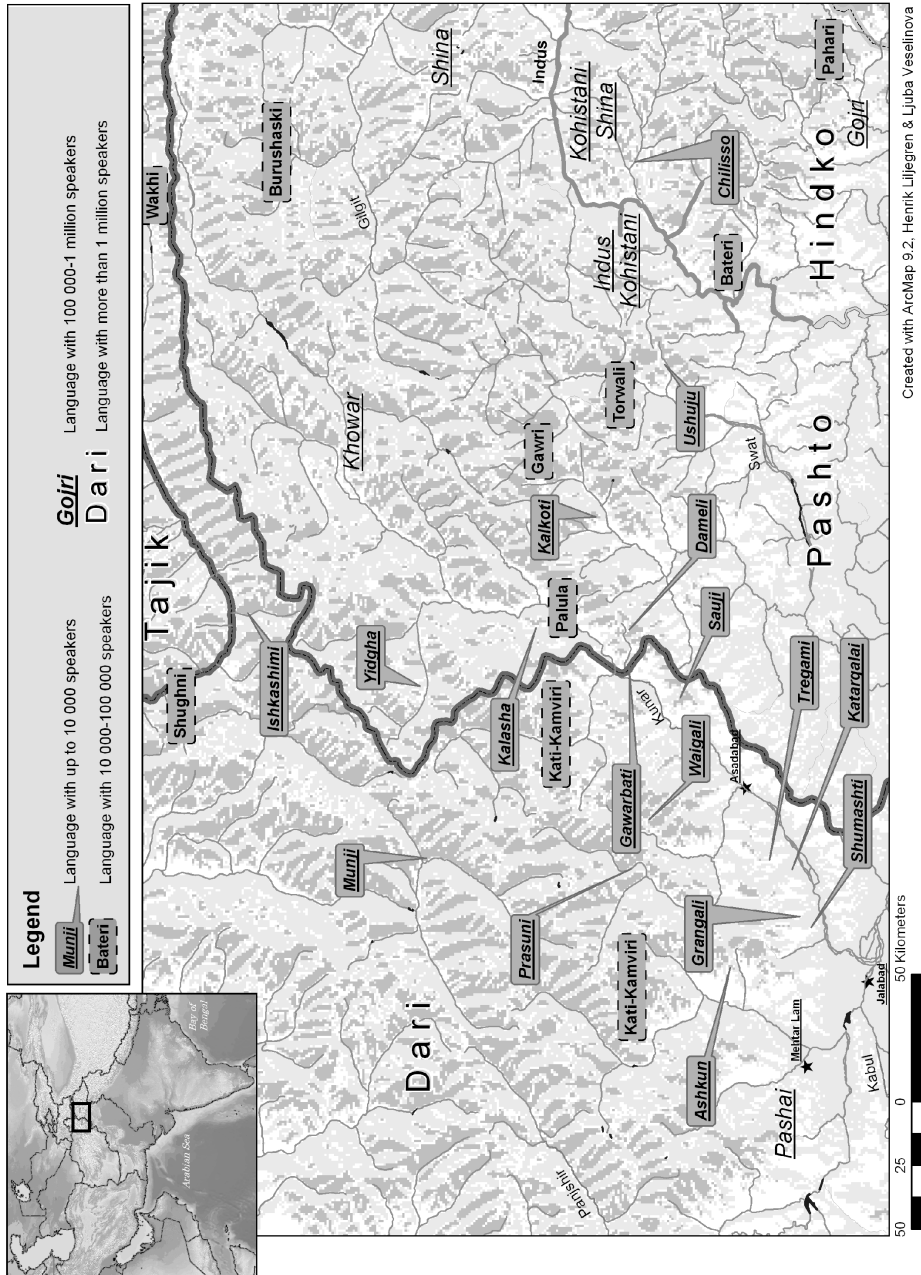 Legend
Munji
Language with up to 10 000 speakers
Bateri
Language with 10 000-100 000 speakers
Gojri
Language with 100 000-1 million speakers
Dari
Language with more than 1 million speakers
Bay of
Bengel
Arabian Sea
Tajik
Wakhi
Shughni
Ishkashimi
Burushaski
Yidgha
Munji
Khowar
Gilgit
Shina
Dari
Kalasha
Palula
Kalkoti
Gawri
Indus
Kohistani
Shina
Prasuni
Kati-Kamviri
Panjshir
Kati-Kamviri
Gawarbati
Kunar
Torwali
Indus
Kohistani
Ashkun
Grangali
Waigali
Sauji
Dameli
Ushuju
Chilisso
Bateri
Asadabad
Swat
Pashai
Mehtar Lam
Tregami
Pashto
Hindko
Pahari
Gojri
Katarqalai
Shumashti
Kabul
Jalabad
50
25
0
50 Kilometers
Created with ArcMap 9.2, Henrik Liljegren & Ljuba Veselinova